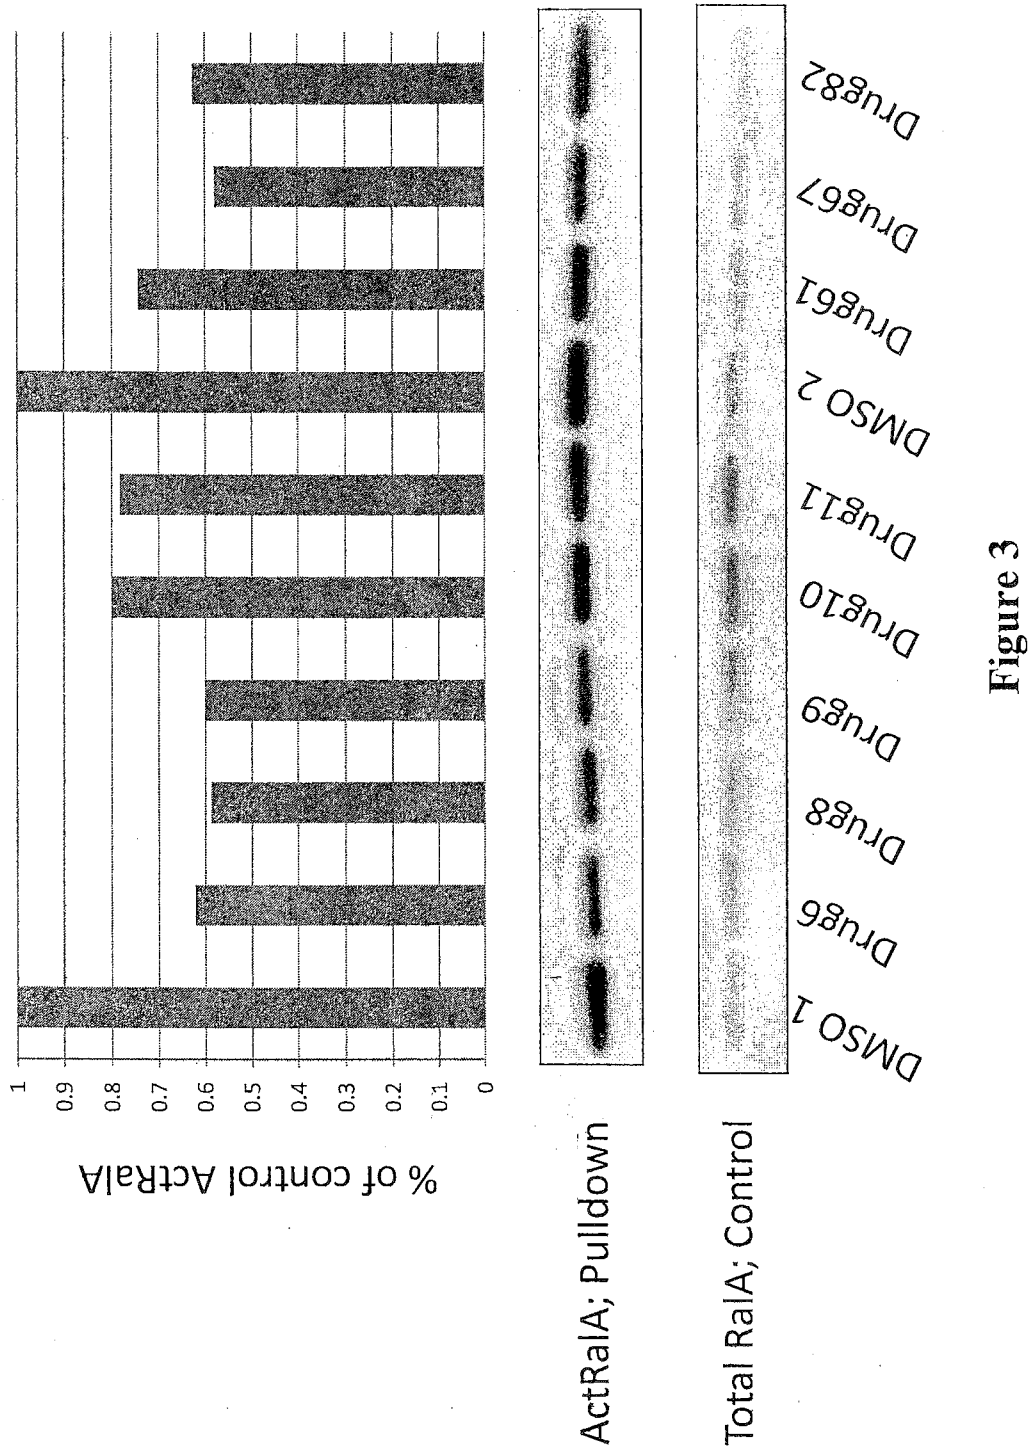 % of control ActRalA
1
0.9
0.8
0.7
0.6
0.5
0.4
0.3
0.2
0.1
0
ActRalA; Pulldown
Total RalA; Control
DMSO 1
Drug6
Drug8
Drug9
Drug10
Drug11
DMSO 2
Drug61
Drug67
Drug82
Figure 3